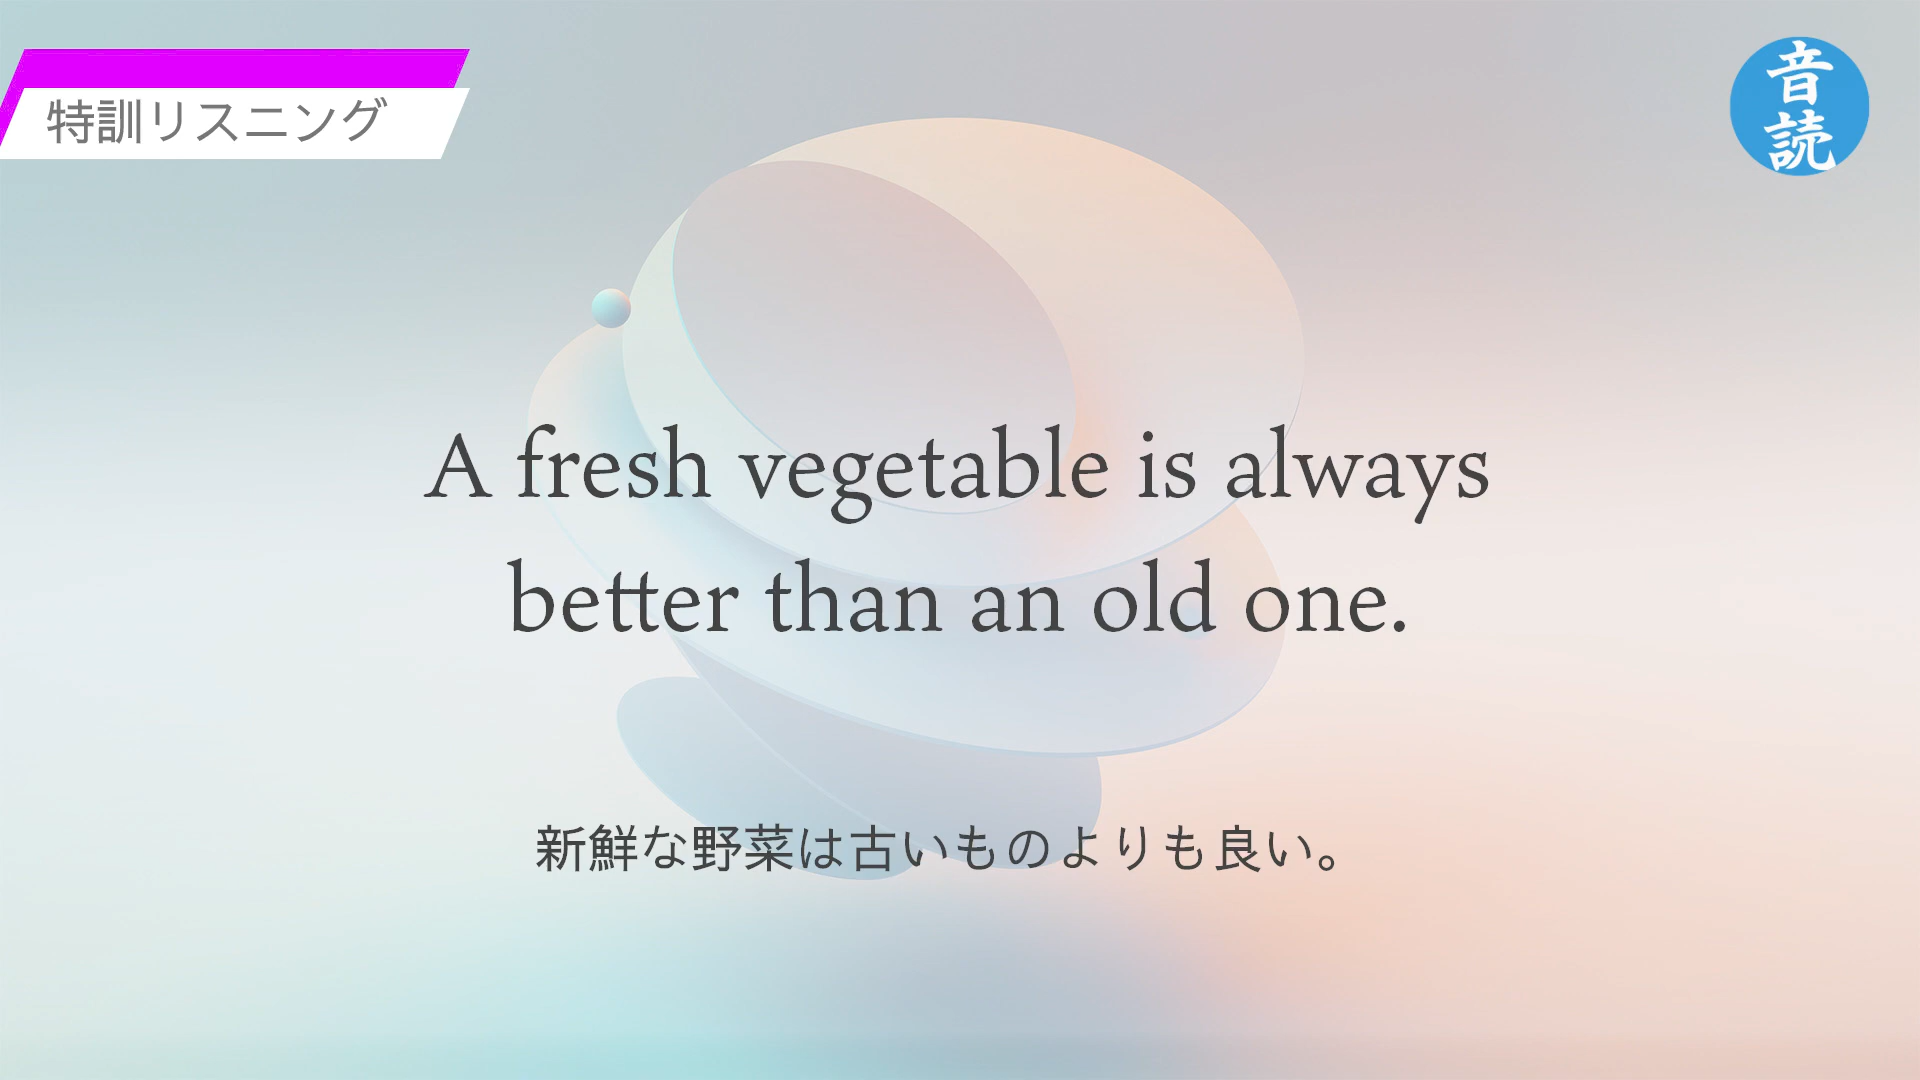 特訓リスニング
音
読
A fresh vegetable is always
better than an old one.
新鮮な野菜は古いものよりも良い。